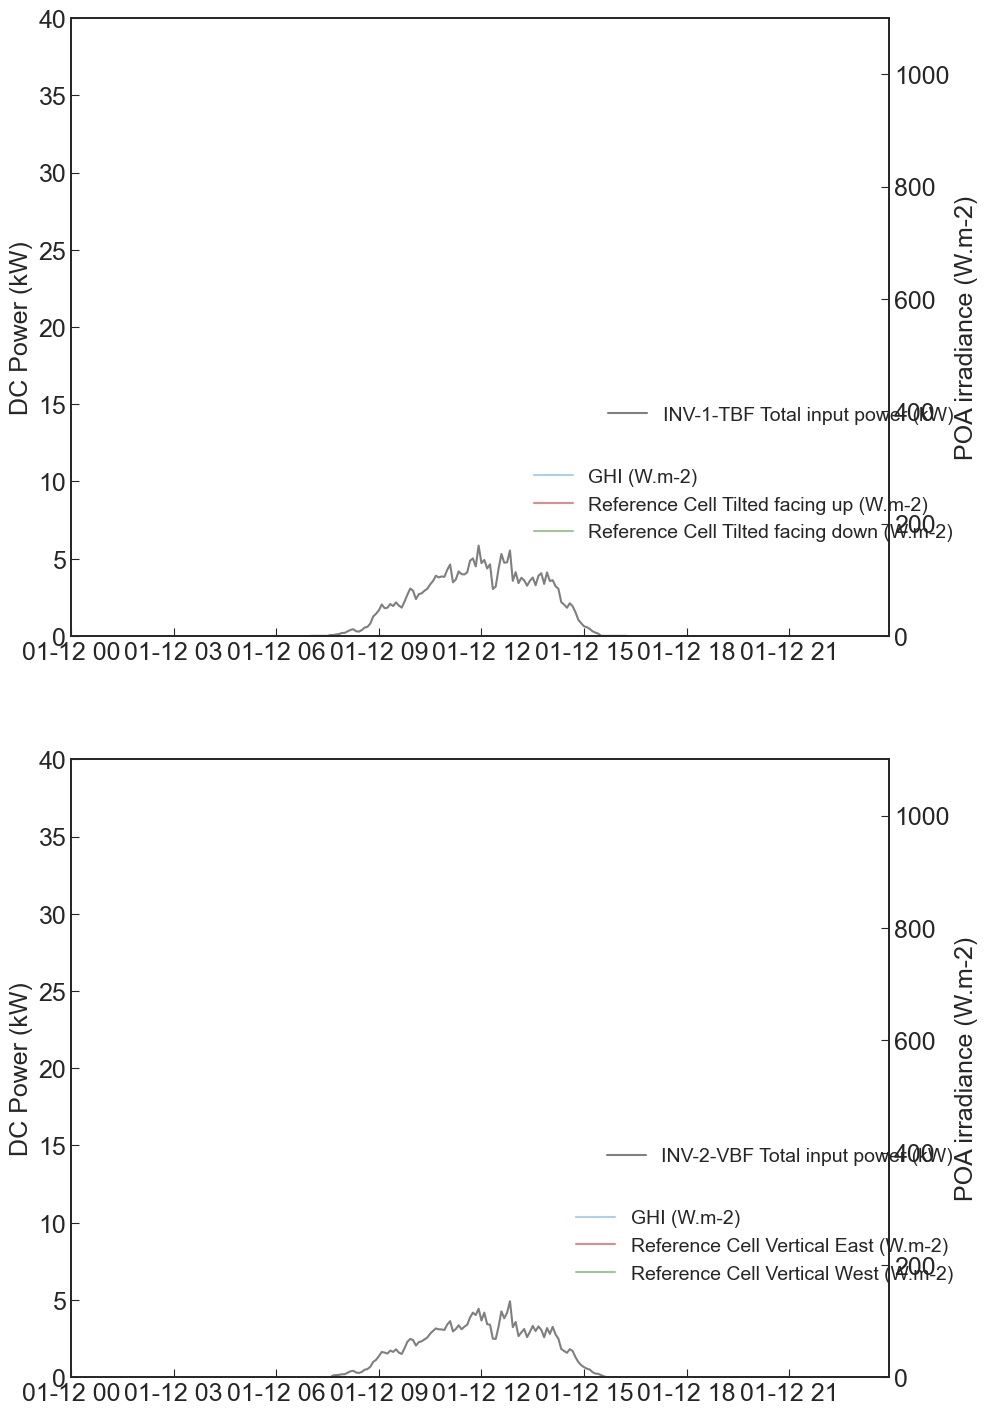 40
35
30
25
20
15
10
5
0
DC Power (kW)
1000
800
600
400
200
0
POA irradiance (W.m-2)
INV-1-TBF Total input power (kW)
GHI (W.m-2)
Reference Cell Tilted facing up (W.m-2)
Reference Cell Tilted facing down (W.m-2)
01-12 00 01-12 03 01-12 06 01-12 09 01-12 12 01-12 15 01-12 18 01-12 21
40
35
30
25
20
15
10
5
0
DC Power (kW)
1000
800
600
400
200
0
POA irradiance (W.m-2)
INV-2-VBF Total input power (kW)
GHI (W.m-2)
Reference Cell Vertical East (W.m-2)
Reference Cell Vertical West (W.m-2)
01-12 00 01-12 03 01-12 06 01-12 09 01-12 12 01-12 15 01-12 18 01-12 21